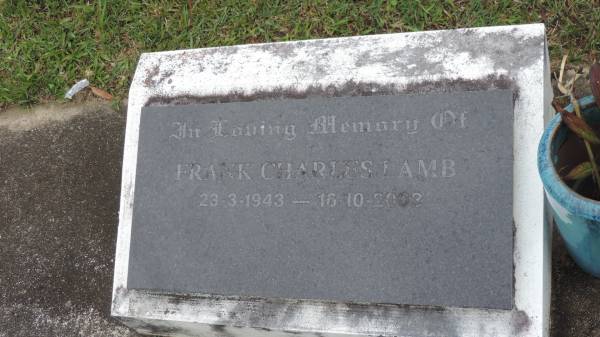 In Loving Memory Of
FRANK CHARLES LAMB
23-3-1943 — 16-10-2002